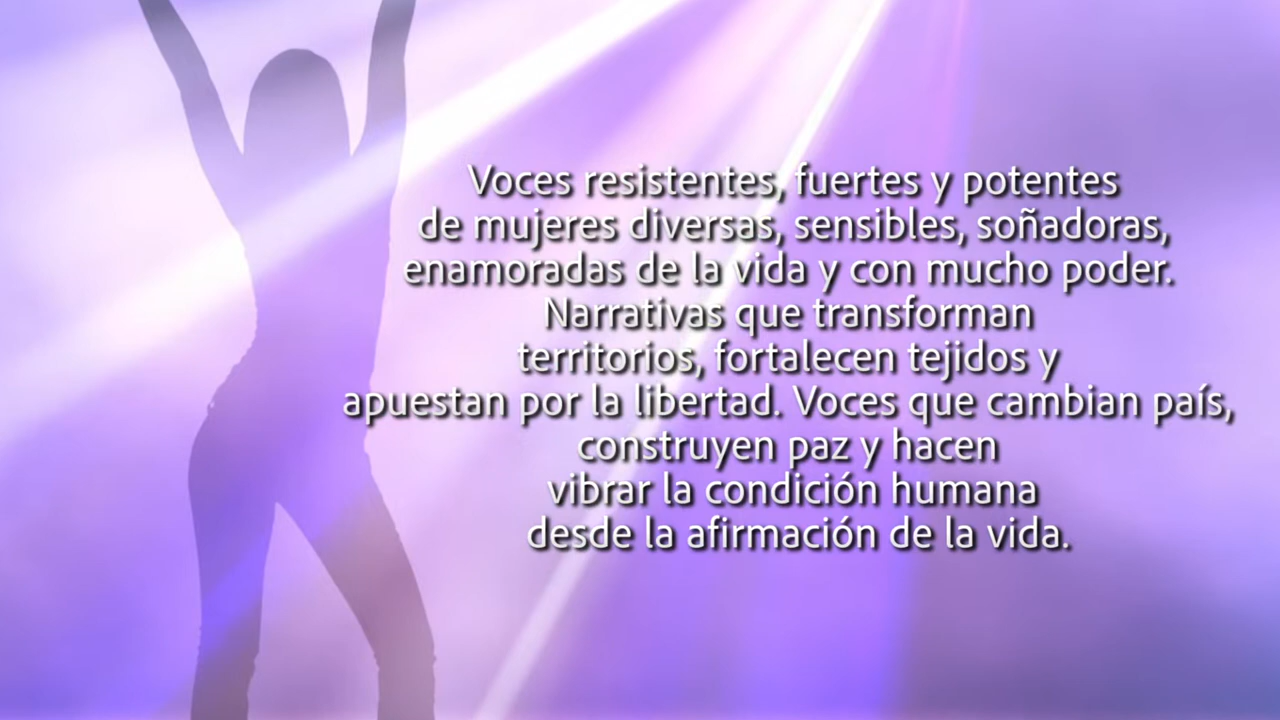 Voces resistentes, fuertes y potentes
de mujeres diversas, sensibles, soñadoras,
enamoradas de la vida y con mucho poder.
Narrativas que transforman
territorios, fortalecen tejidos y
apuestan por la libertad. Voces que cambian país,
construyen paz y hacen
vibrar la condición humana
desde la afirmación de la vida.